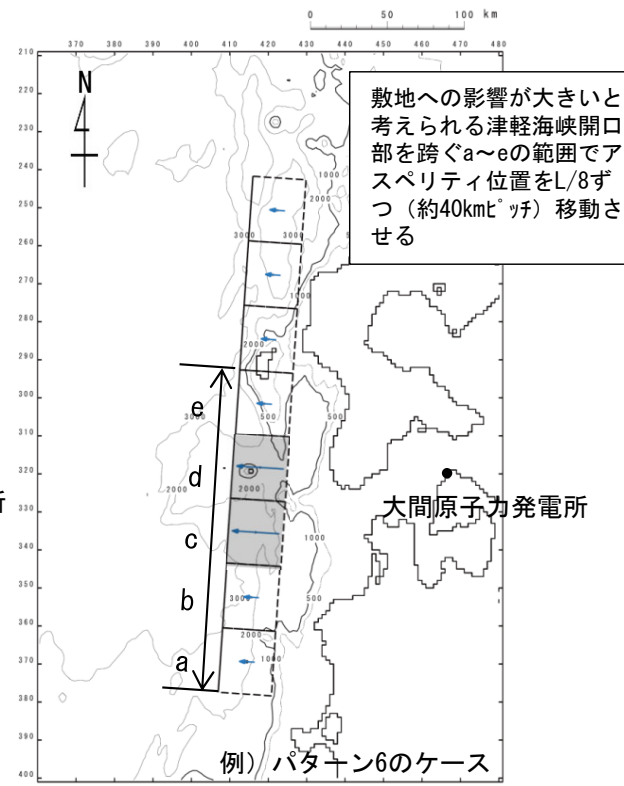 0 50 100 km
370 380 390 400 410 420 430 440 450 460 470 480
210
220
230
240
250
260
270
280
290
300
310
320
330
340
350
360
370
380
390
400
N
敷地への影響が大きいと
考えられる津軽海峡開口
部を跨ぐa～eの範囲でア
スペリティ位置をL/8ず
つ（約40kmﾋﾟｯﾁ）移動さ
せる
1000
2000
3000 3000
1000
2000
e
3000
500
500
d
2000
2000
所
大間原子力発電所
c
1000
b
3000
500
2000
a
1000
例）パターン6のケース